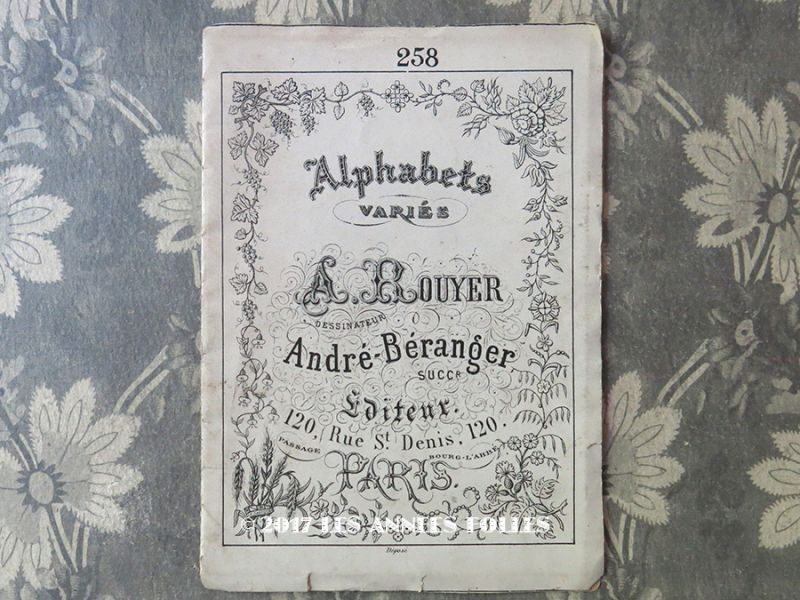 258
Alphabets
VARIÉS
A. ROUYER
DESSINATEUR
André-Béranger
SUCCR
Editeur.
120, Rue St Denis. 120.
PASSAGE BOURG-L'ABBÉ
PARIS.
© 2017 LES ANNEES FOLLES
Déposé